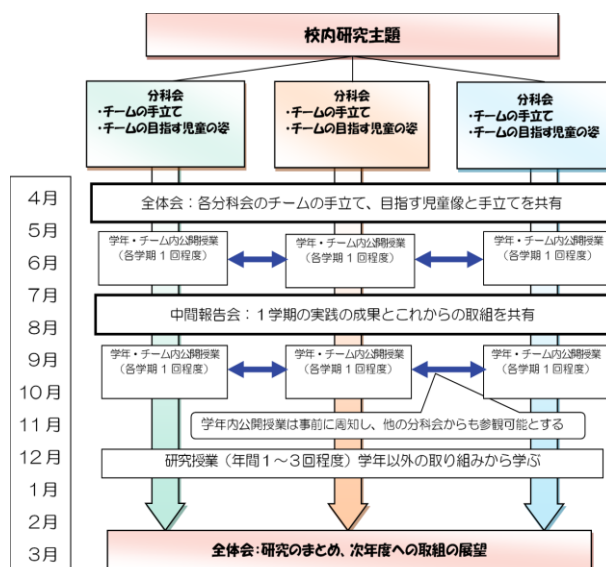 校内研究主題
分科会
・チームの手立て
・チームの目指す児童の姿
分科会
・チームの手立て
・チームの目指す児童の姿
分科会
・チームの手立て
・チームの目指す児童の姿
4月
全体会：各分科会のチームの手立て、目指す児童像と手立てを共有
5月
学年・チーム内公開授業
（各学期１回程度）
学年・チーム内公開授業
（各学期１回程度）
学年・チーム内公開授業
（各学期１回程度）
6月
7月
中間報告会：１学期の実践の成果とこれからの取組を共有
8月
9月
学年・チーム内公開授業
（各学期１回程度）
学年・チーム内公開授業
（各学期１回程度）
学年・チーム内公開授業
（各学期１回程度）
10月
11月
学年内公開授業は事前に周知し、他の分科会からも参観可能とする
12月
研究授業（年間１～３回程度）学年以外の取り組みから学ぶ
1月
2月
3月
全体会：研究のまとめ、次年度への取組の展望